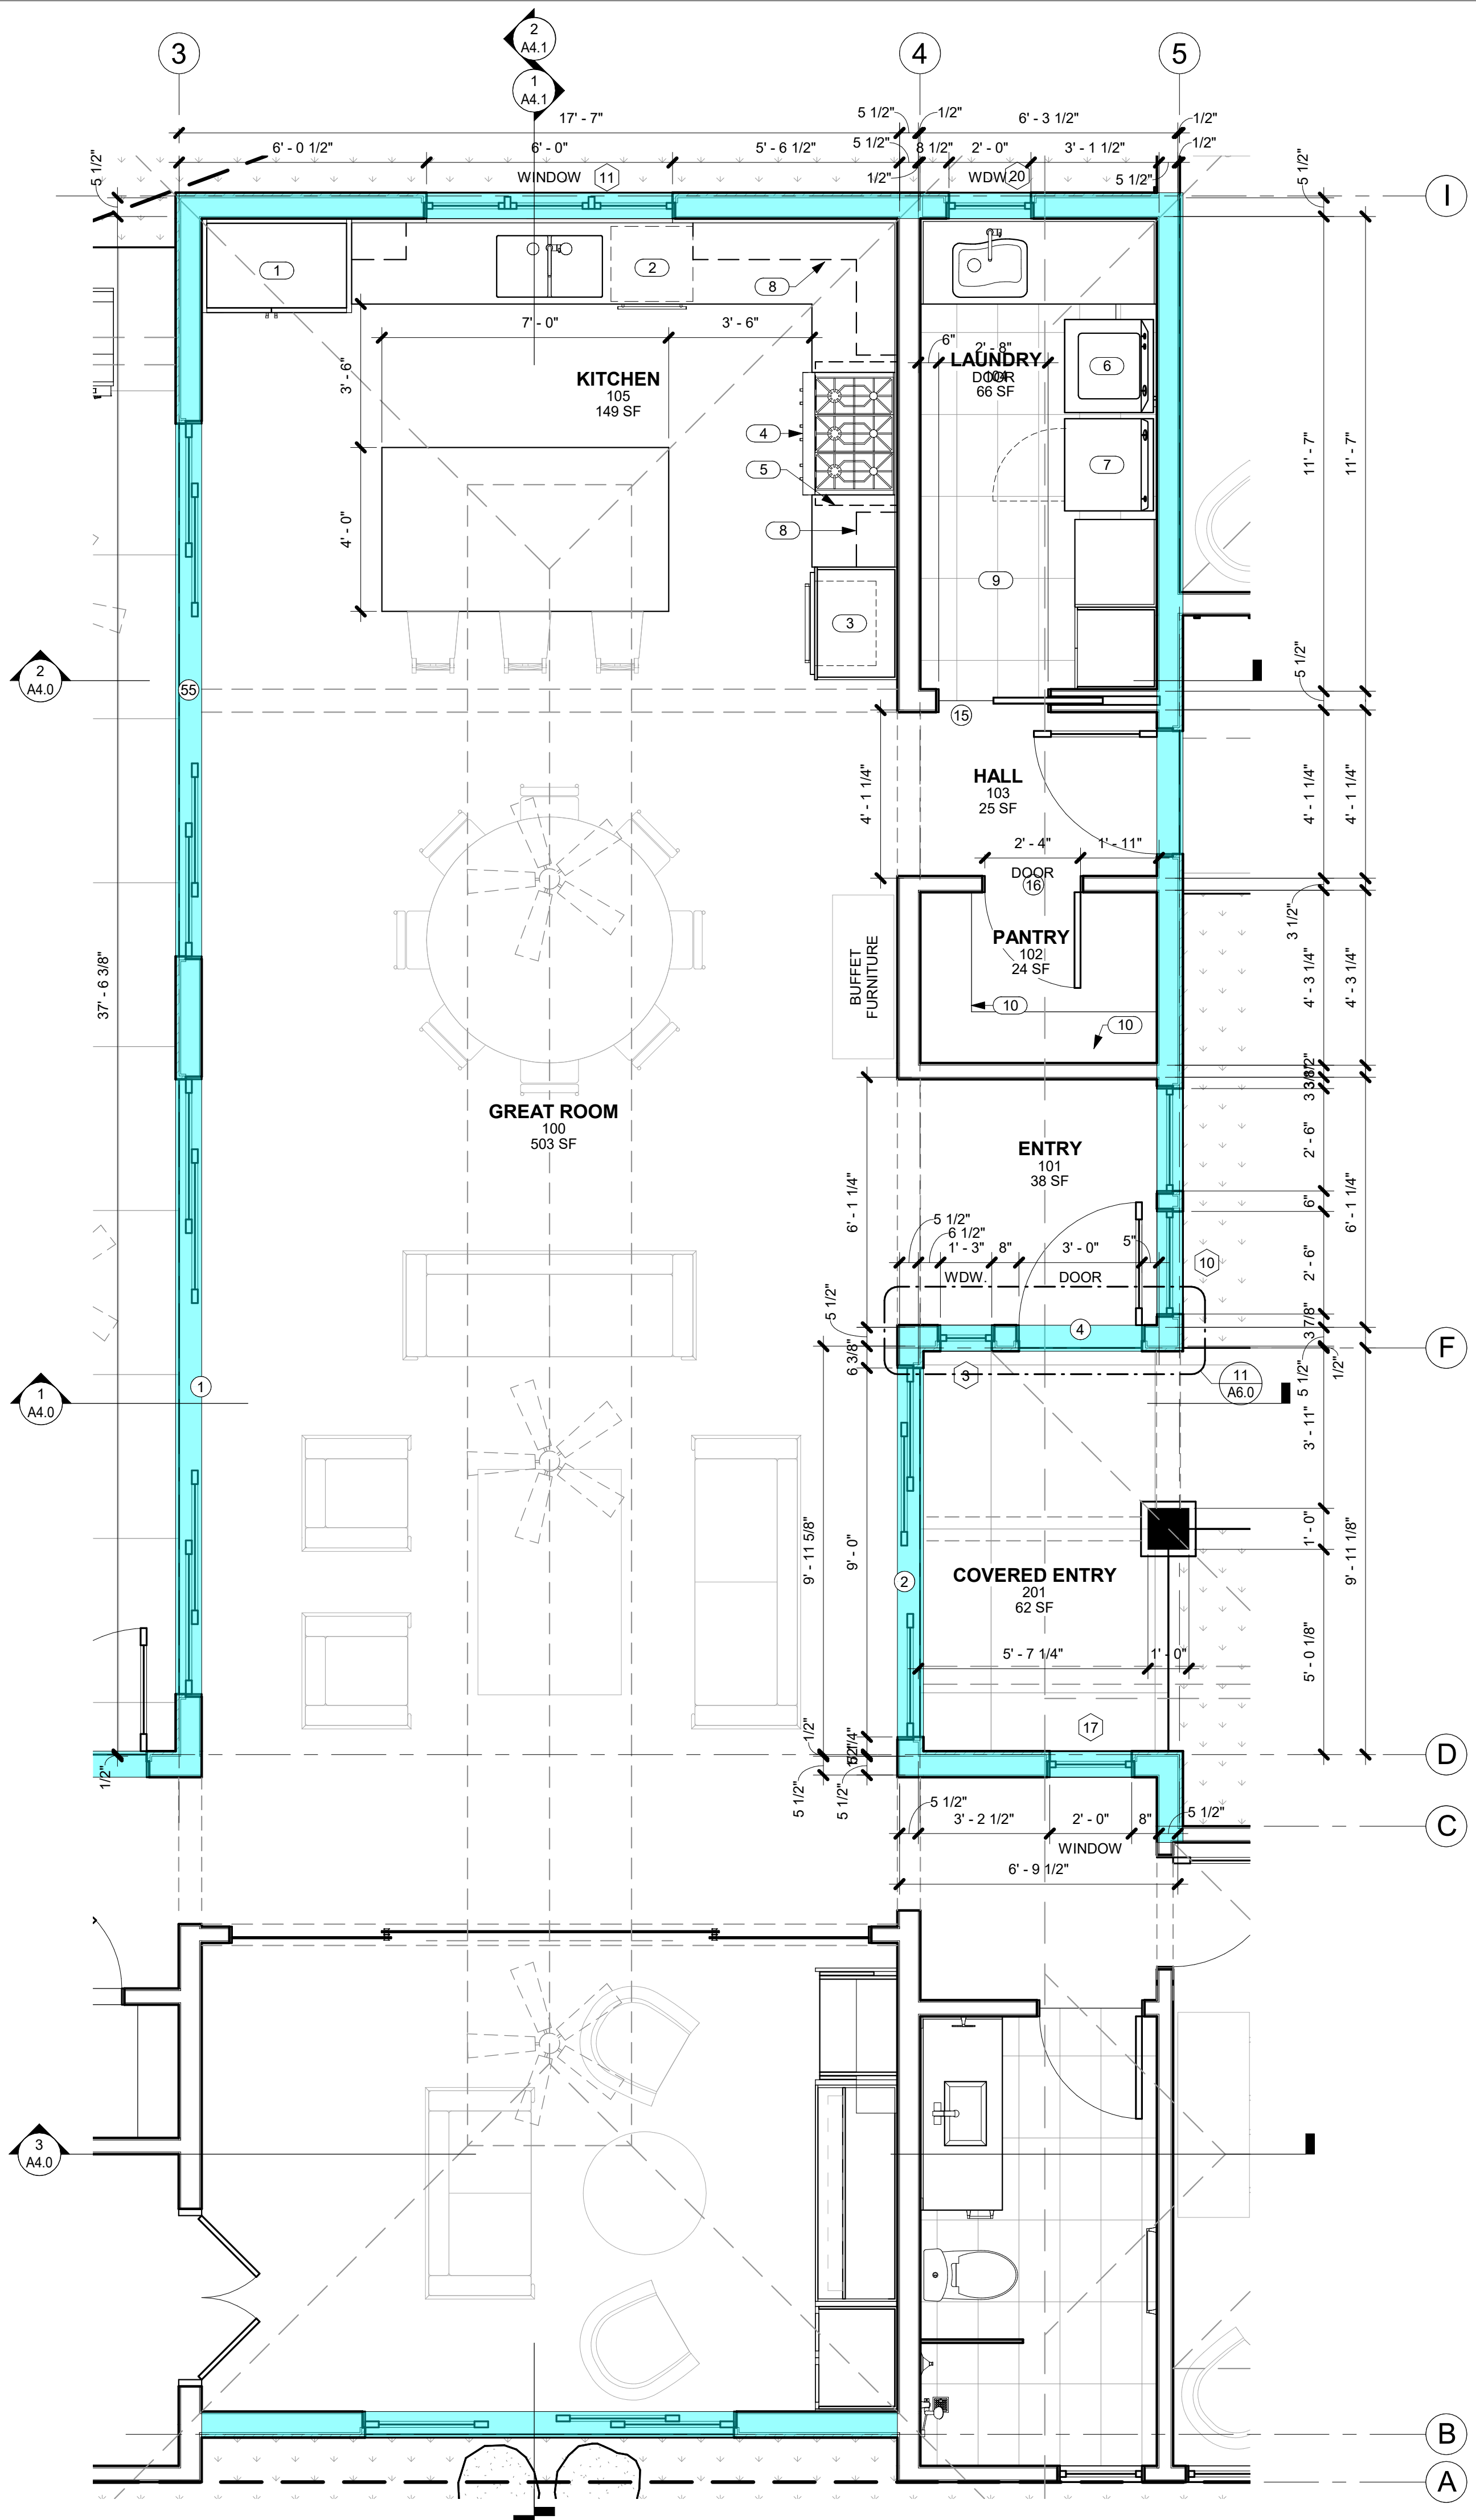 2
A4.1
3
4
5
1
A4.1
5 1/2"
1/2"
17' - 7"
6' - 3 1/2"
1/2"
6' - 0 1/2"
6' - 0"
5' - 6 1/2"
5 1/2"
8 1/2"
2' - 0"
3' - 1 1/2"
1/2"
5 1/2"
WINDOW
11
1/2"
WDW.
20
5 1/2"
5 1/2"
I
1
2
8
7' - 0"
3' - 6"
6"
2' - 8"
3' - 6"
KITCHEN
105
149 SF
LAUNDRY
DOOR
104
66 SF
6
4
5
7
11' - 7"
11' - 7"
4' - 0"
8
9
3
2
A4.0
55
5 1/2"
15
HALL
103
25 SF
4' - 1 1/4"
4' - 1 1/4"
4' - 1 1/4"
2' - 4"
1' - 11"
DOOR
16
3 1/2"
PANTRY
102
24 SF
BUFFET
FURNITURE
37' - 6 3/8"
4' - 3 1/4"
4' - 3 1/4"
10
10
GREAT ROOM
100
503 SF
ENTRY
101
38 SF
2' - 6"
6' - 1 1/4"
6"
6' - 1 1/4"
5 1/2"
6 1/2"
1' - 3"
8"
3' - 0"
5"
10
2' - 6"
WDW.
DOOR
5 1/2"
4
3 7/8"
F
6 3/8"
1/2"
3
11
A6.0
5 1/2"
1
A4.0
1
3' - 11"
1' - 0"
9' - 11 5/8"
9' - 0"
2
COVERED ENTRY
201
62 SF
9' - 11 1/8"
5' - 7 1/4"
1' - 0"
5' - 0 1/8"
17
1/2"
D
1/2"
5 1/2"
5 1/2"
5 1/2"
3' - 2 1/2"
2' - 0"
8"
5 1/2"
C
WINDOW
6' - 9 1/2"
3
A4.0
B
A